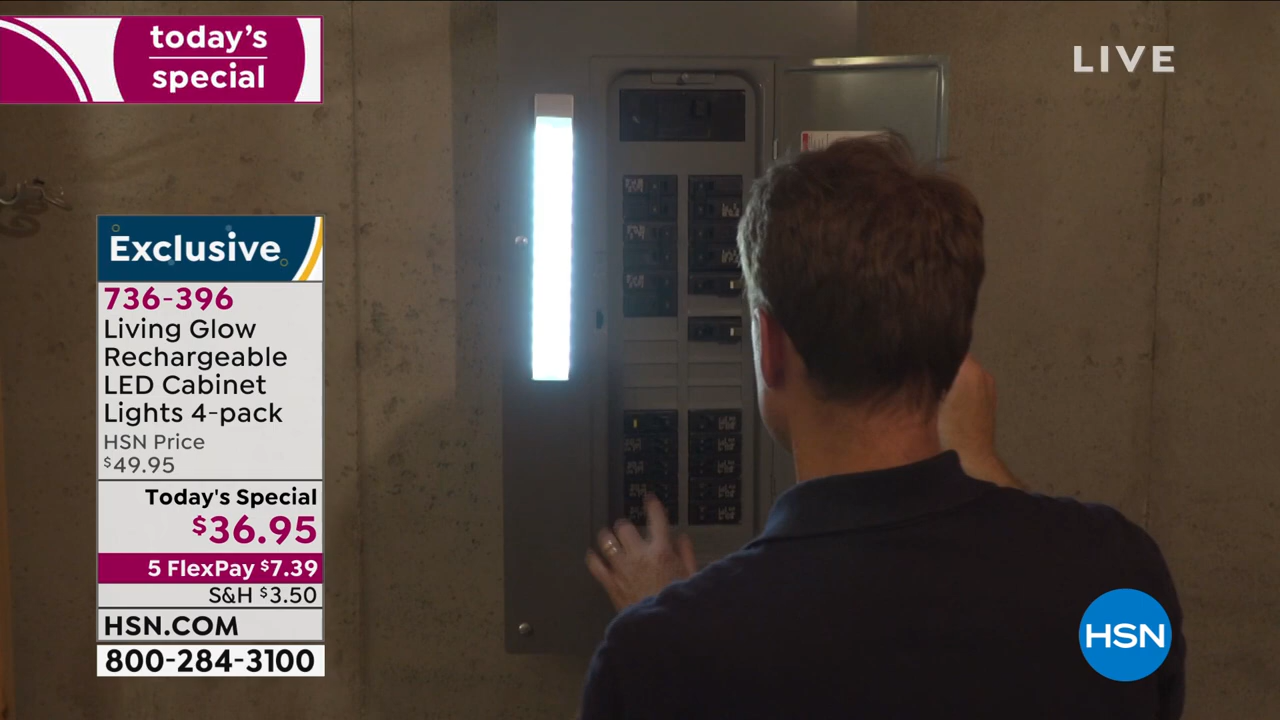 today's
special
LIVE
Exclusive
736-396
Living Glow
Rechargeable
LED Cabinet
Lights 4-pack
HSN Price
$49.95
Today's Special
$36.95
5 FlexPay $7.39
S&H $3.50
HSN.COM
800-284-3100
HSN